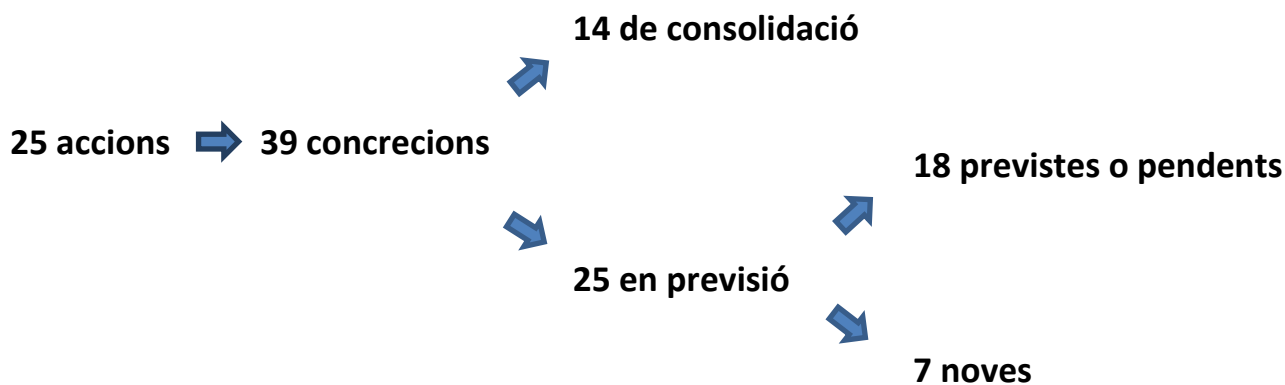 14 de consolidació
25 accions
39 concrecions
18 previstes o pendents
25 en previsió
7 noves